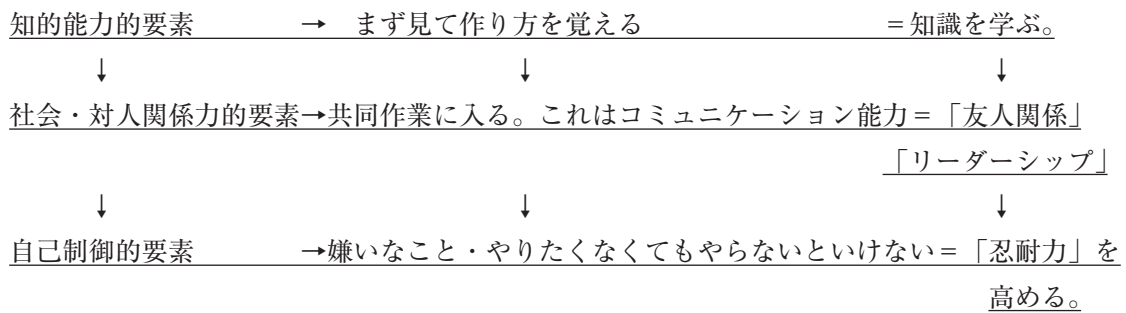 知的能力的要素　→　まず見て作り方を覚える　＝知識を学ぶ。
↓　↓　↓
社会・対人関係力的要素→共同作業に入る。これはコミュニケーション能力＝「友人関係」
「リーダーシップ」
↓　↓　↓
自己制御的要素　→嫌いなこと・やりたくなくてもやらないといけない＝「忍耐力」を
高める。